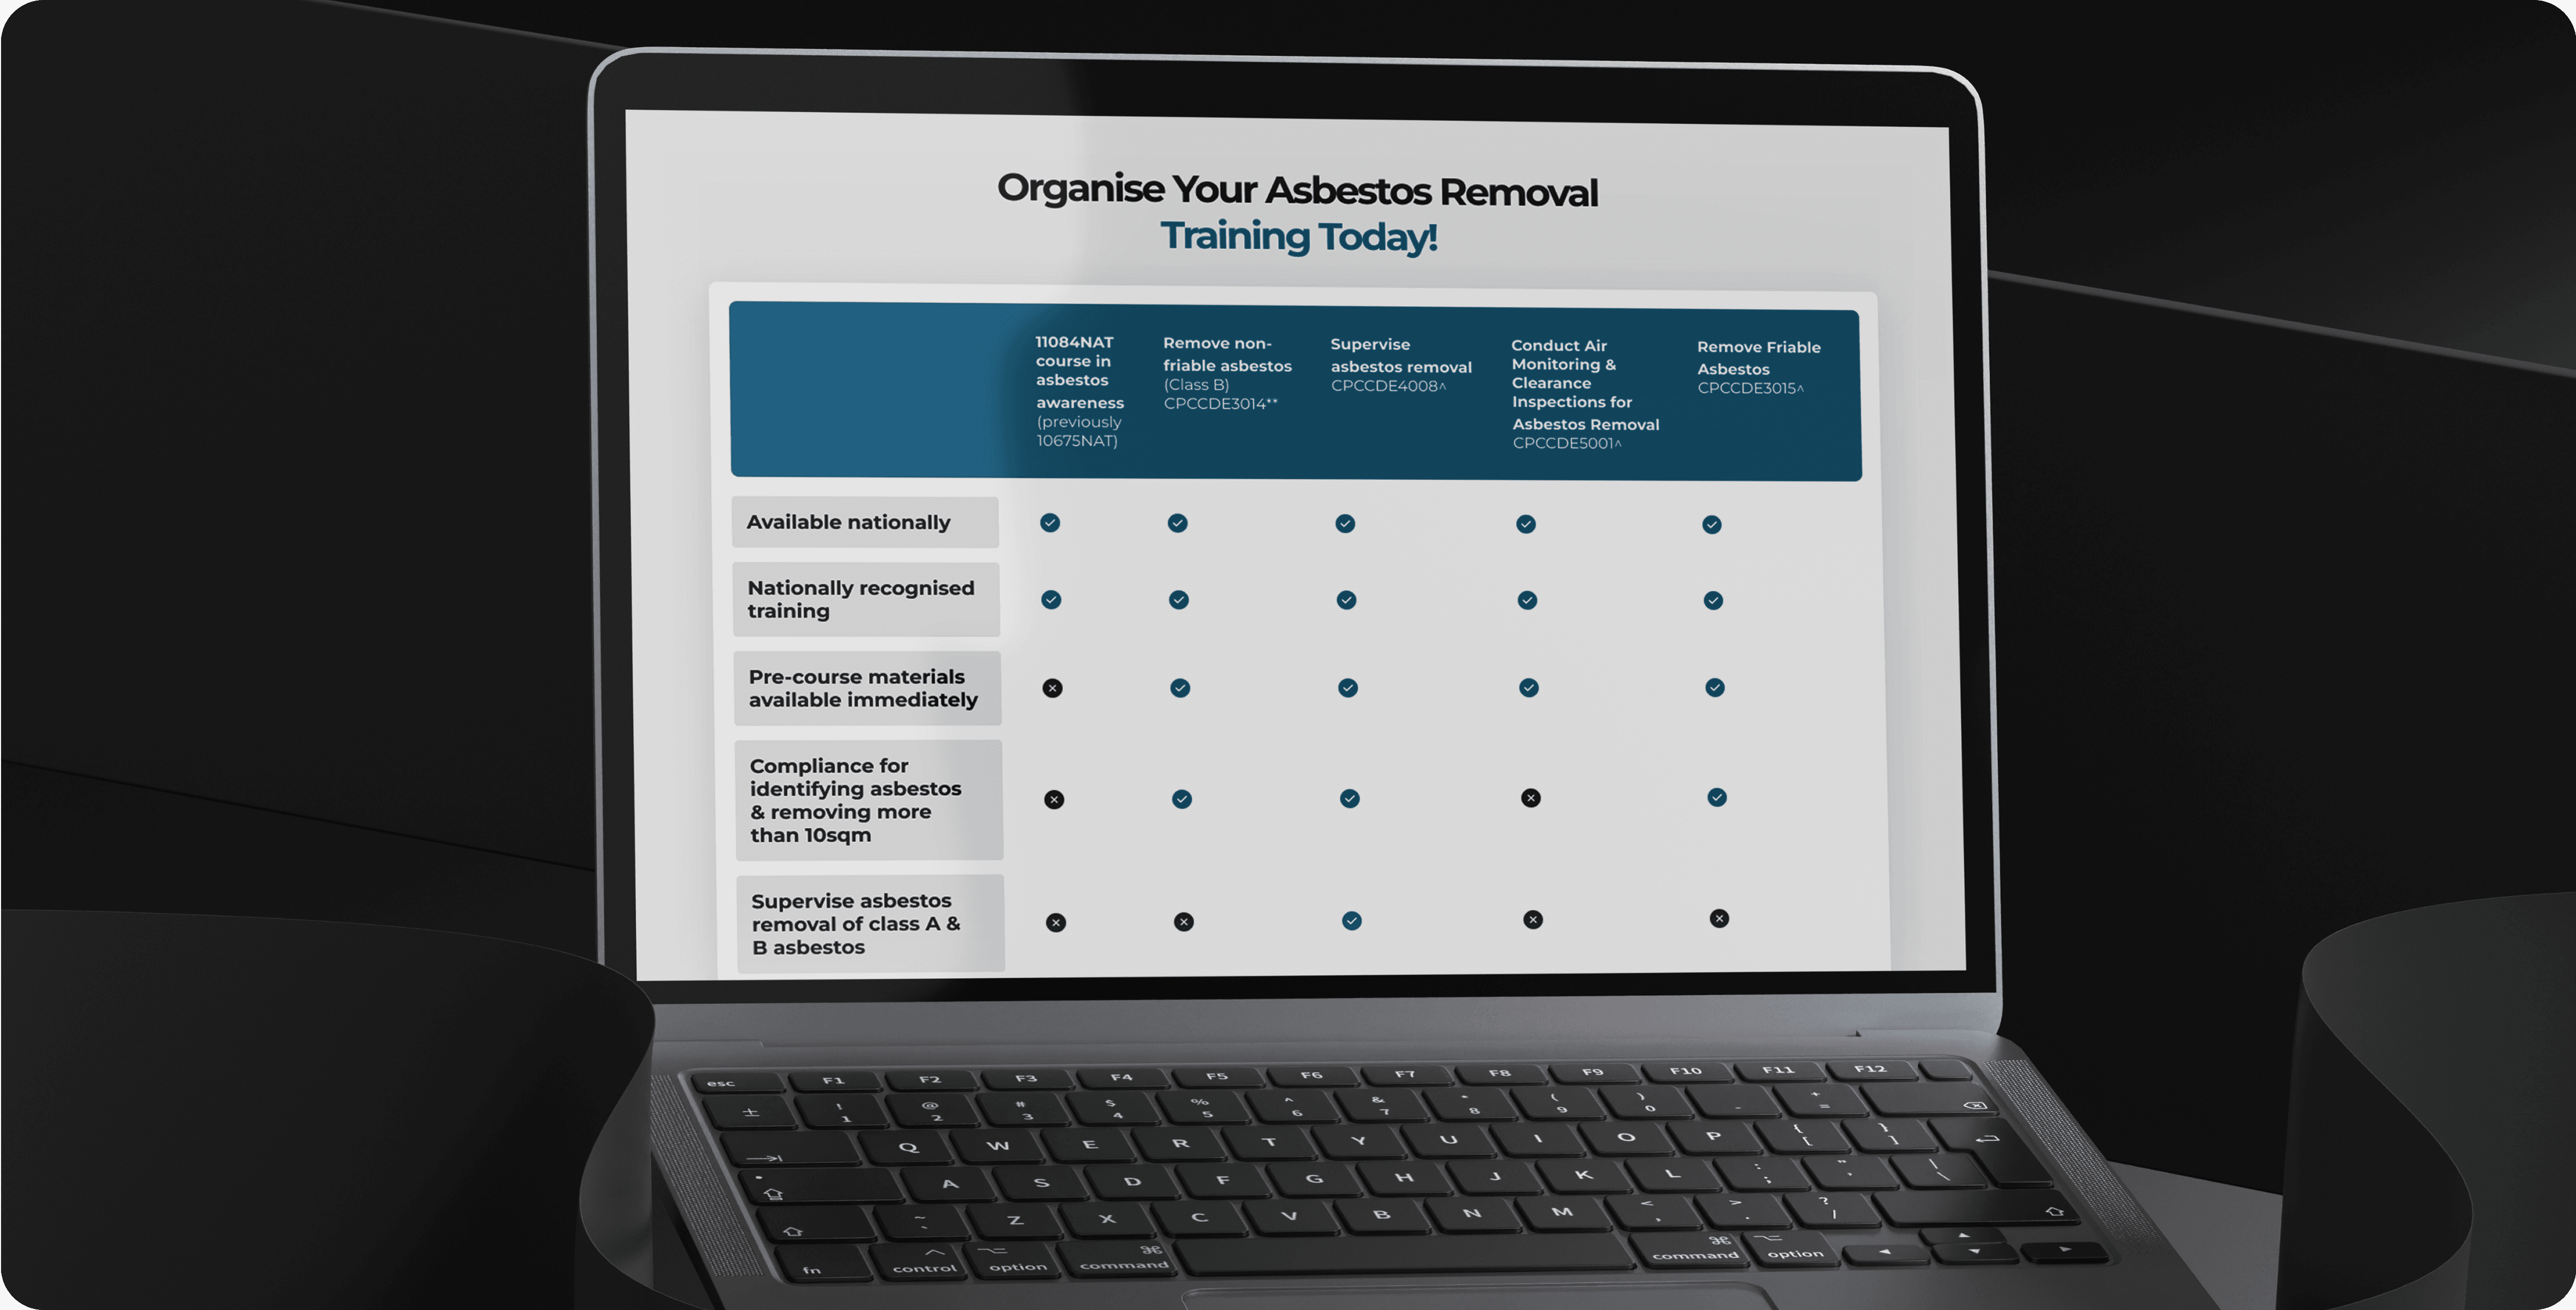 Organise Your Asbestos Removal
Training Today!
11084NAT
course in
asbestos
awareness
(previously
10675NAT)
Remove non-
friable asbestos
(Class B)
CPCCDE3014**
Supervise
asbestos removal
CPCCDE4008^
Conduct Air
Monitoring &
Clearance
Inspections for
Asbestos Removal
CPCCDE5001^
Remove Friable
Asbestos
CPCCDE3015^
Available nationally
Nationally recognised
training
Pre-course materials
available immediately
Compliance for
identifying asbestos
& removing more
than 10sqm
Supervise asbestos
removal of class A &
B asbestos
esc F1 F2 F3 F4 F5 F6 F7 F8 F9 F10 F11 F12
± ! 1 @ 2 # 3 $ 4 % 5 ^ 6 & 7 * 8 ( 9 ) 0 - + =
Q W E R T Y U I O P { [ } ]
A S D F G H J K L : ; " ' | \
~ ` Z X C V B N M < , > . ? /
fn control option command command option